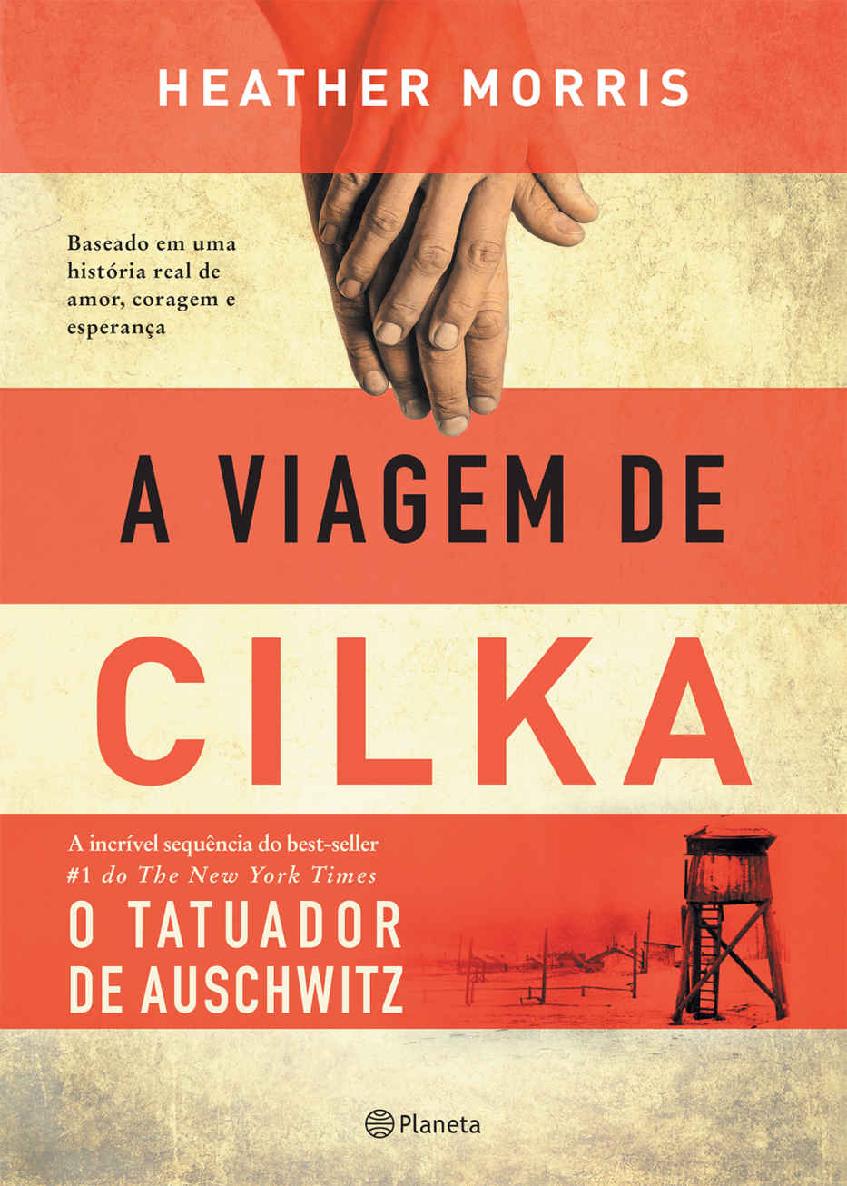 HEATHER MORRIS
Baseado em uma
história real de
amor, coragem e
esperança
A VIAGEM DE
CILKA
A incrível sequência do best-seller
#1 do The New York Times
O TATUADOR
DE AUSCHWITZ
Planeta